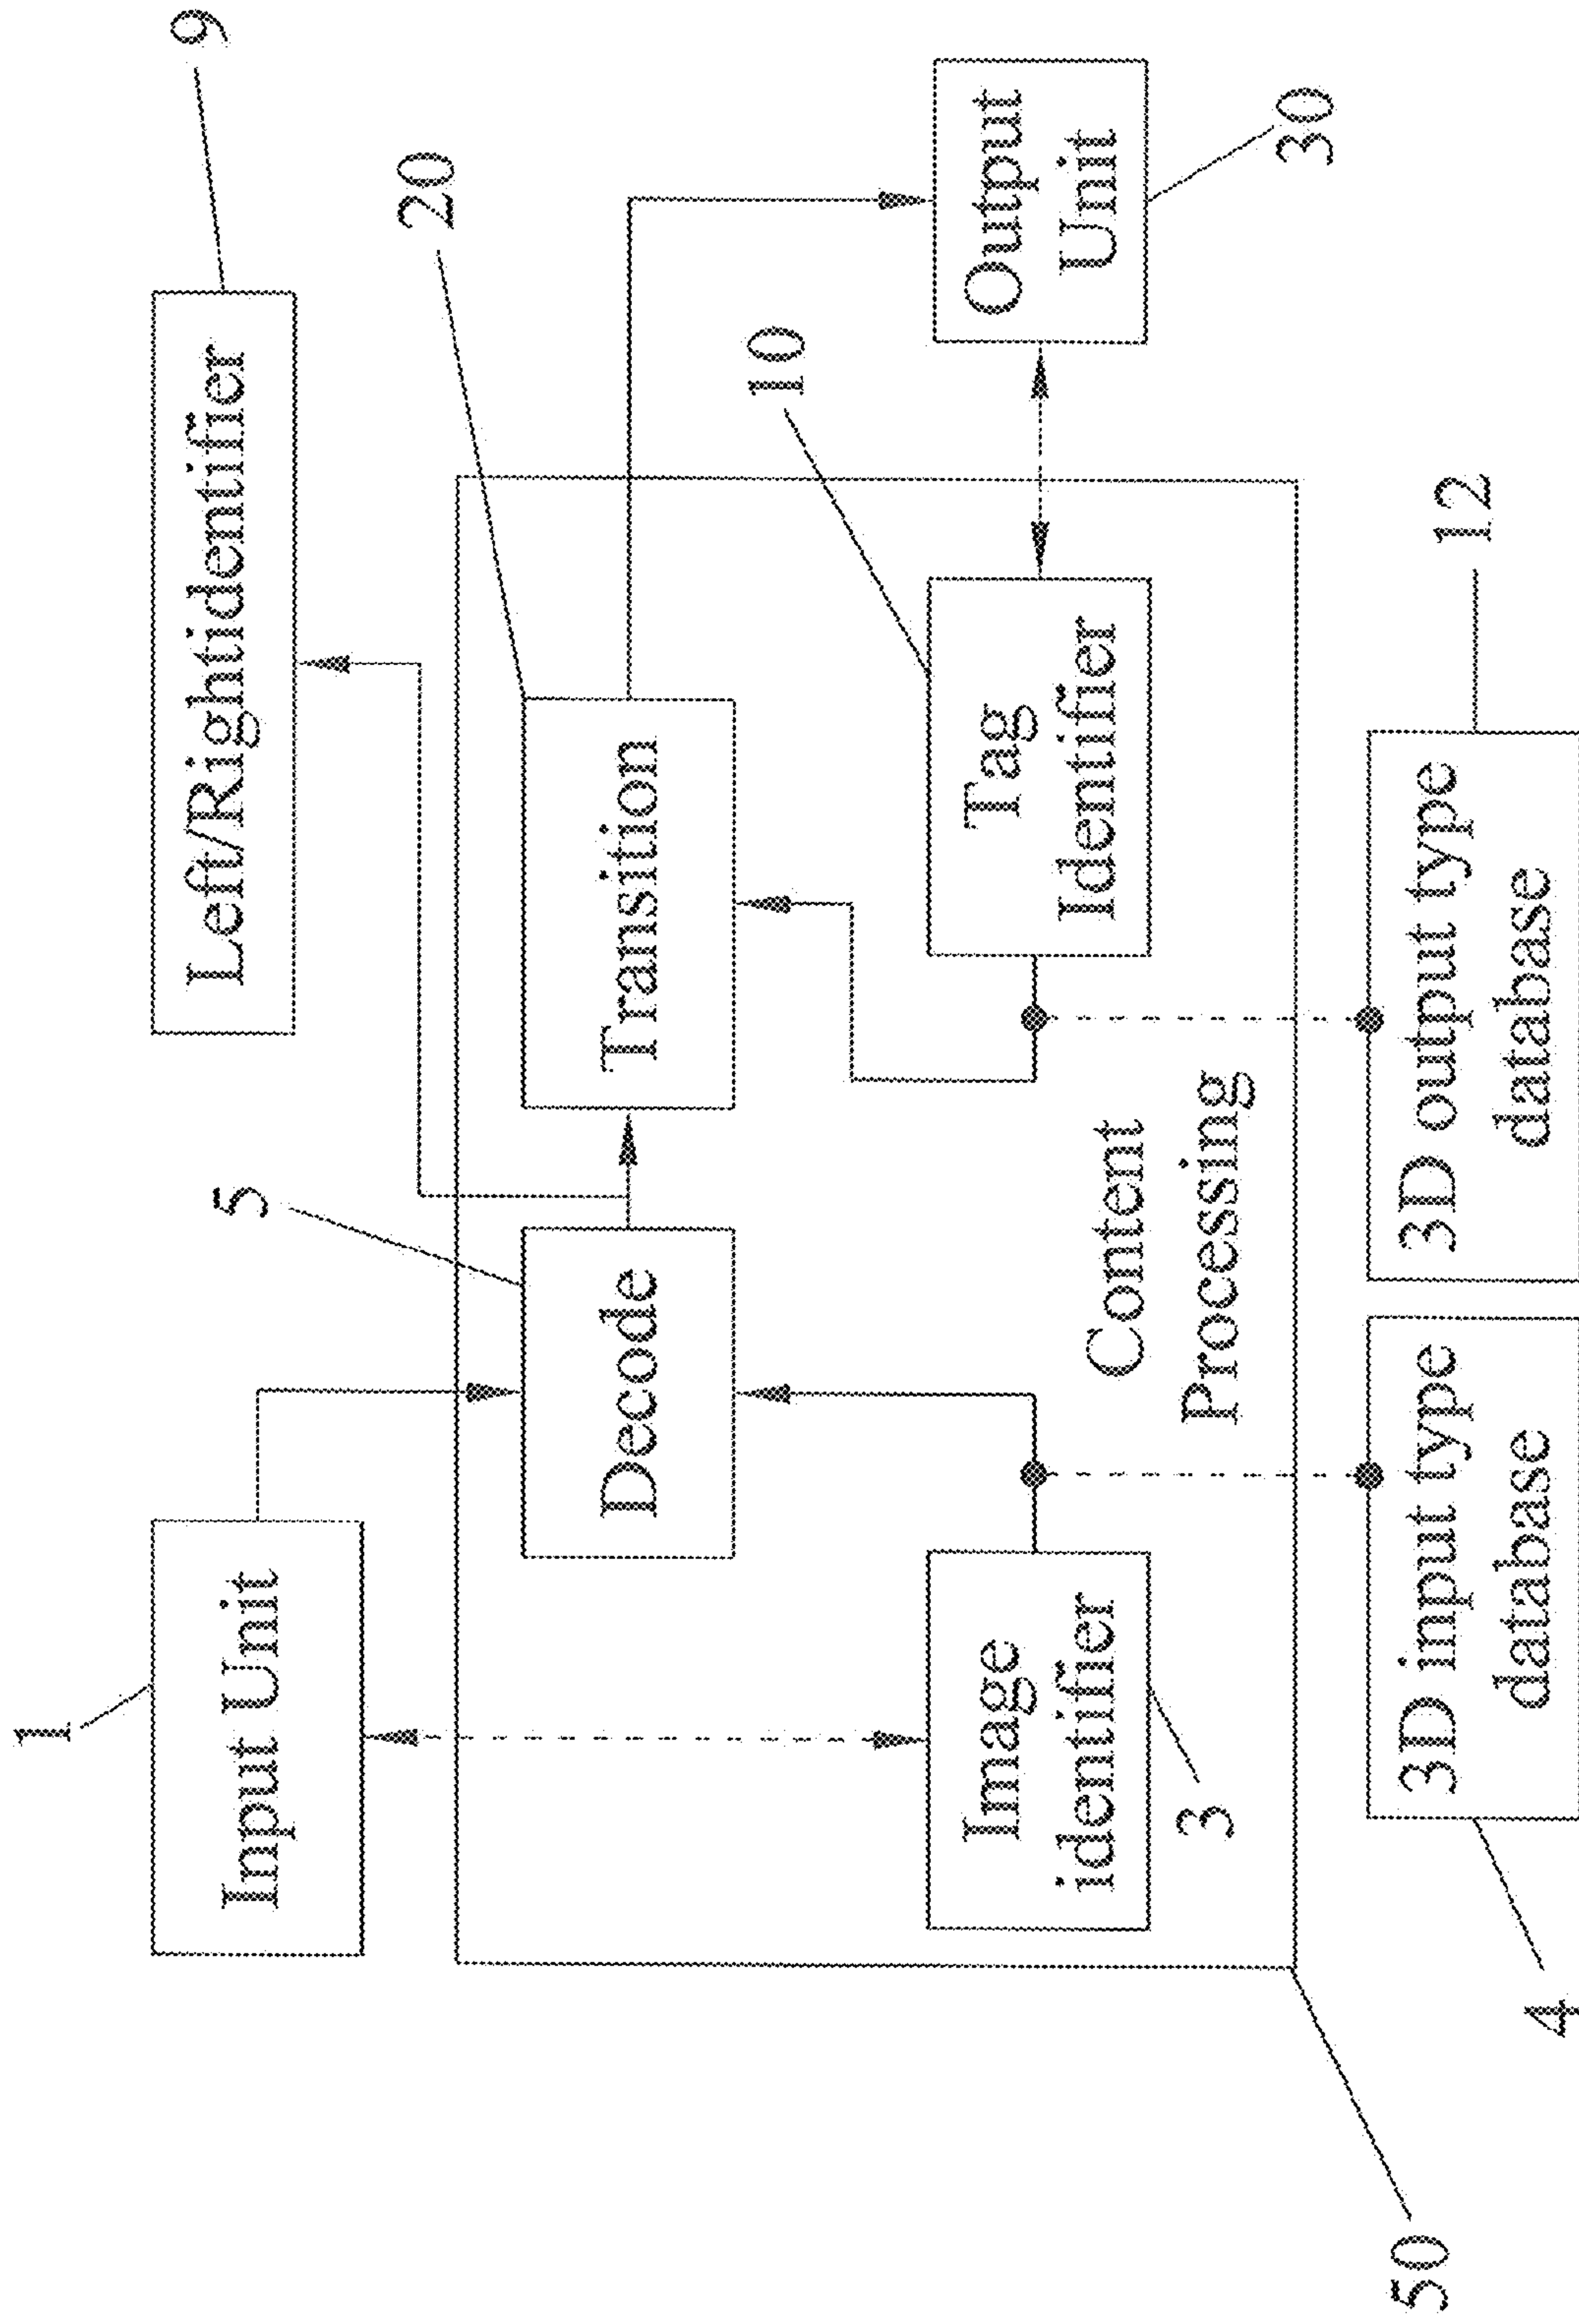 1
Input Unit
5
Left/Rightidentifier
9
20
Decode
Transition
10
Image
identifier
3
Content
Processing
Tag
Identifier
Output
Unit
30
50
4
3D input type
database
3D output type
database
12